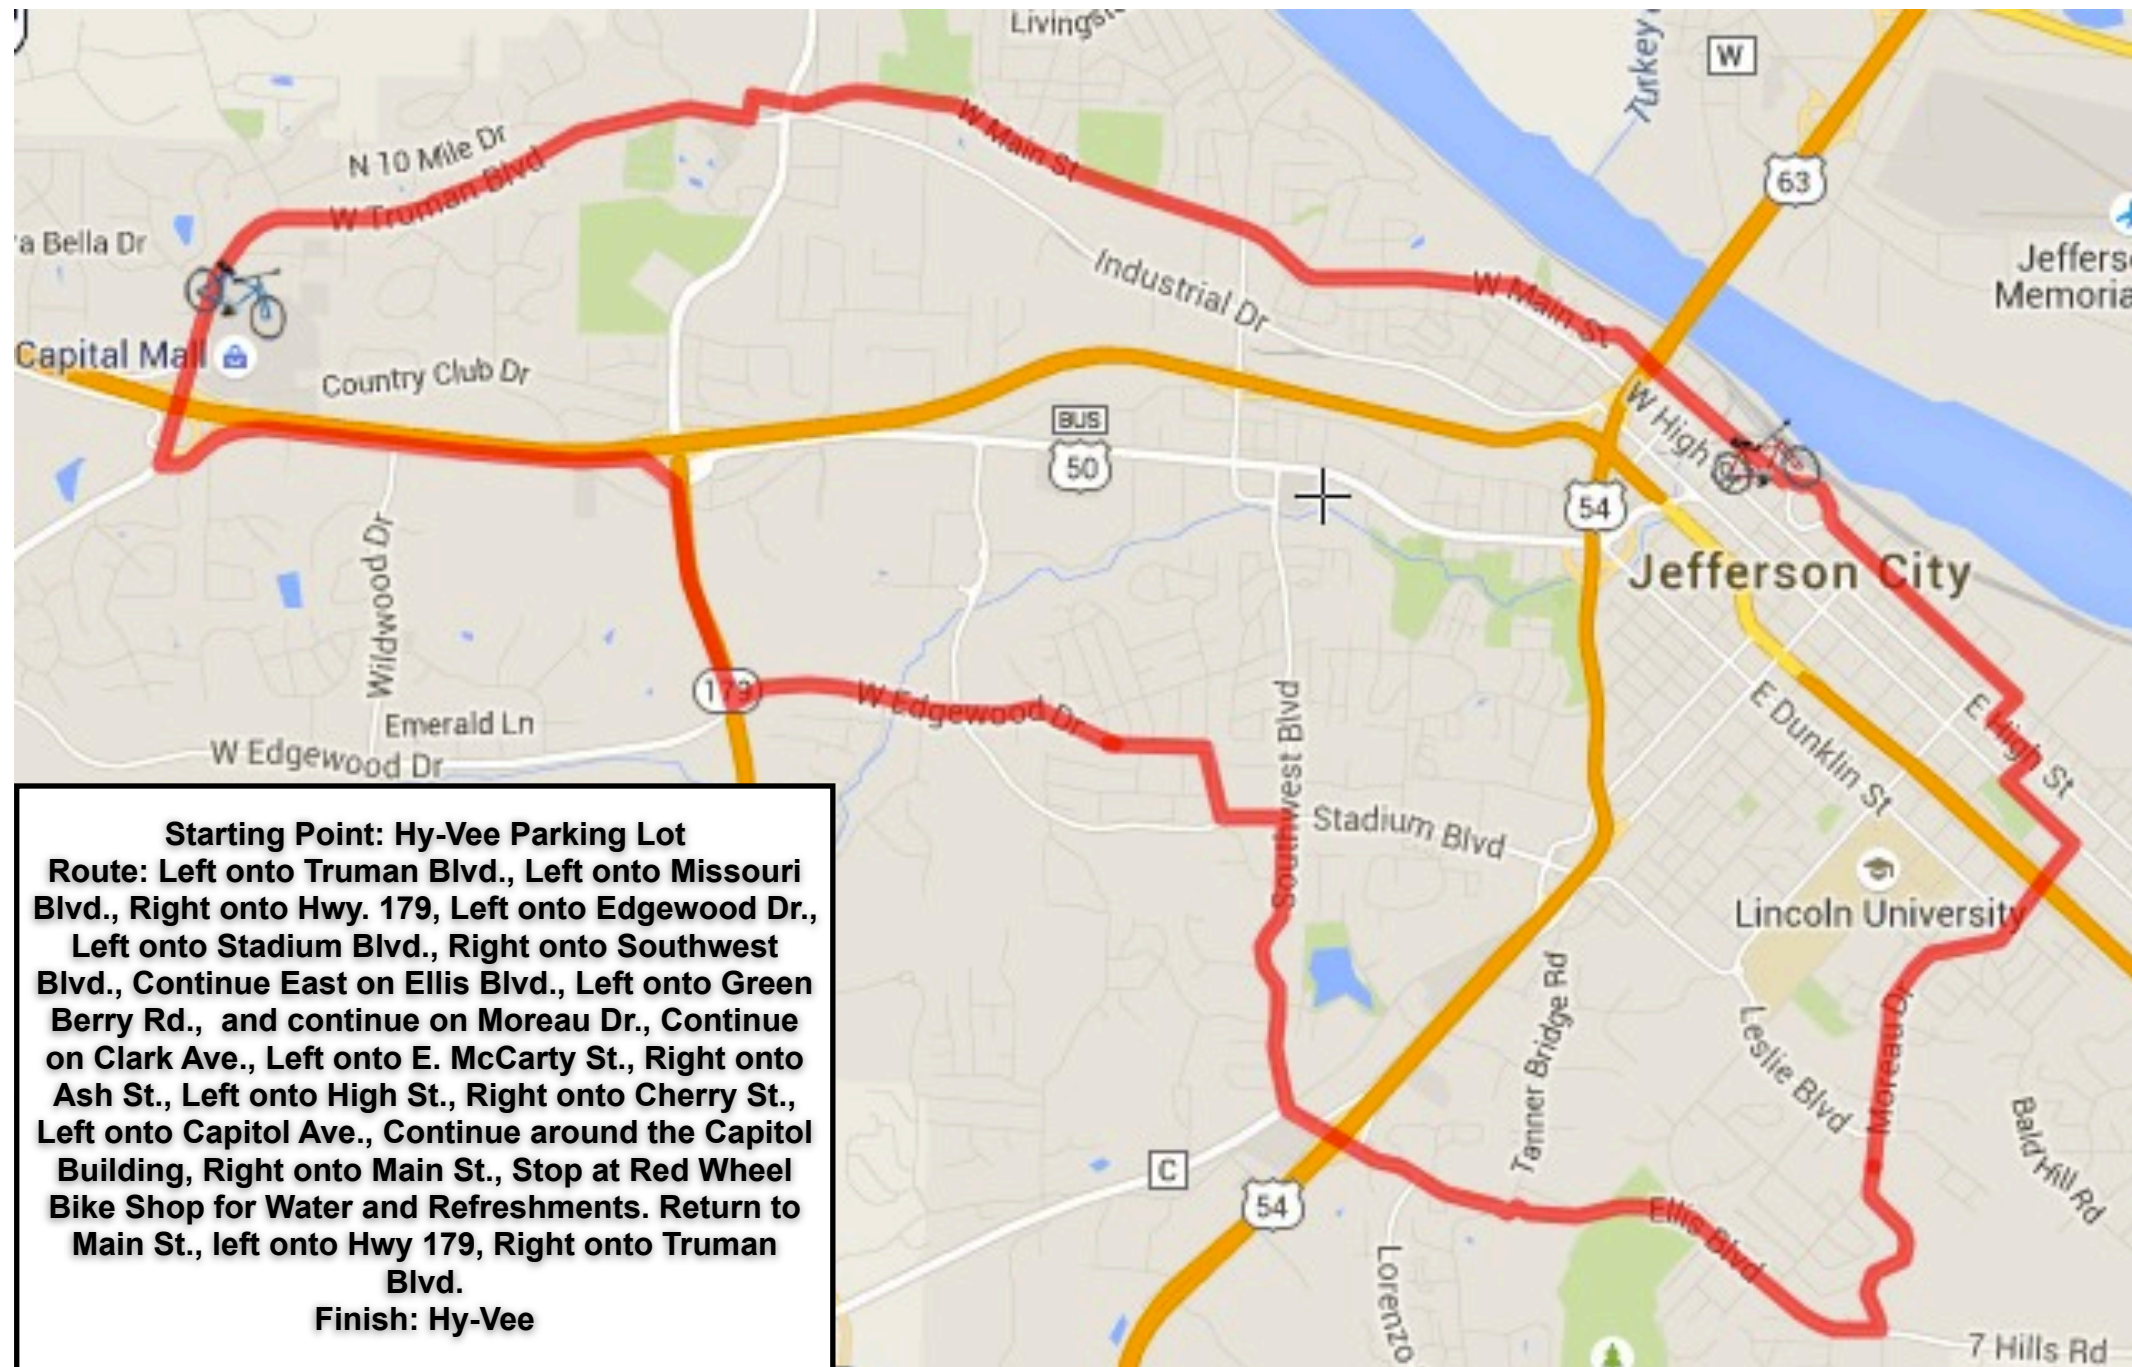 Livingst
Turkey
W
N 10 Mile Dr
W Main St
63
W Truman Blvd
a Bella Dr
Jeffers
Memoria
Industrial Dr
W Main St
Capital Mall
Country Club Dr
W High
BUS
50
54
Jefferson City
Wildwood Dr
179
W Edgewood Dr
Emerald Ln
W Edgewood Dr
Southwest Blvd
E High St
E Dunklin St
Stadium Blvd
Lincoln University
Tanner Bridge Rd
Leslie Blvd
Moreau Dr
Bald Hill Rd
C
54
Ellis Blvd
Lorenzo
7 Hills Rd
Starting Point: Hy-Vee Parking Lot
Route: Left onto Truman Blvd., Left onto Missouri
Blvd., Right onto Hwy. 179, Left onto Edgewood Dr.,
Left onto Stadium Blvd., Right onto Southwest
Blvd., Continue East on Ellis Blvd., Left onto Green
Berry Rd., and continue on Moreau Dr., Continue
on Clark Ave., Left onto E. McCarty St., Right onto
Ash St., Left onto High St., Right onto Cherry St.,
Left onto Capitol Ave., Continue around the Capitol
Building, Right onto Main St., Stop at Red Wheel
Bike Shop for Water and Refreshments. Return to
Main St., left onto Hwy 179, Right onto Truman
Blvd.
Finish: Hy-Vee